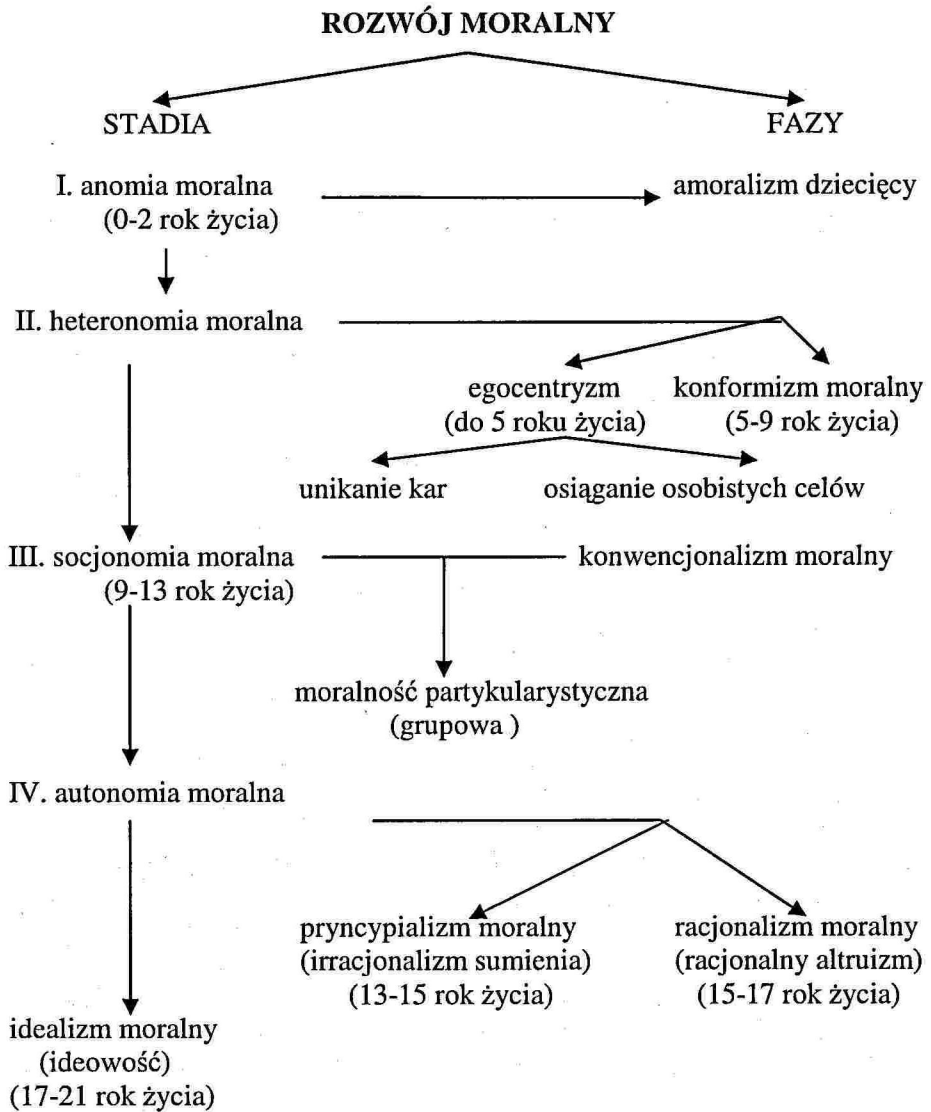 ROZWÓJ MORALNY
STADIA
FAZY
I. anomia moralna
(0-2 rok życia)
amoralizm dziecięcy
II. heteronomia moralna
egocentryzm
(do 5 roku życia)
konformizm moralny
(5-9 rok życia)
unikanie kar
osiąganie osobistych celów
III. socjonomia moralna
(9-13 rok życia)
konwencjonalizm moralny
moralność partykularystyczna
(grupowa )
IV. autonomia moralna
pryncypializm moralny
(irracjonalizm sumienia)
(13-15 rok życia)
racjonalizm moralny
(racjonalny altruizm)
(15-17 rok życia)
idealizm moralny
(ideowość)
(17-21 rok życia)